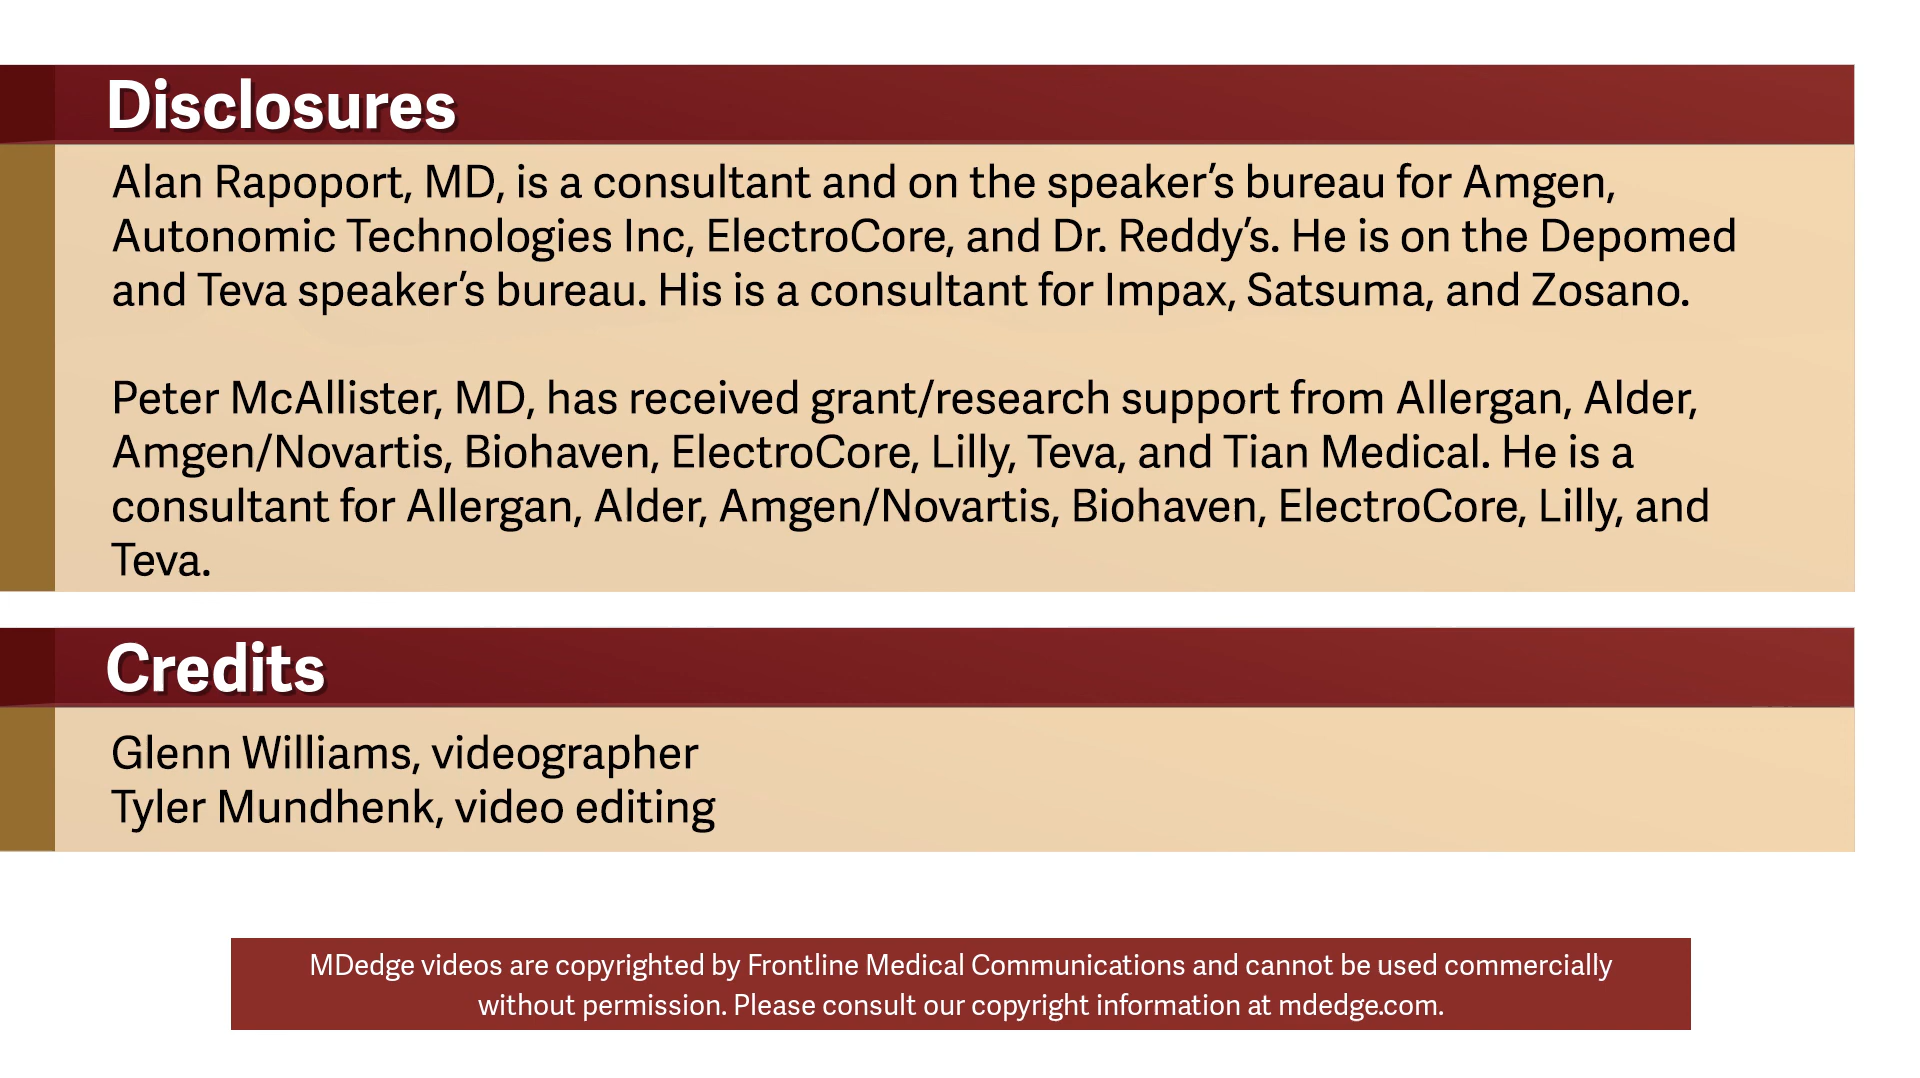 Disclosures
Alan Rapoport, MD, is a consultant and on the speaker’s bureau for Amgen,
Autonomic Technologies Inc, ElectroCore, and Dr. Reddy’s. He is on the Depomed
and Teva speaker’s bureau. His is a consultant for Impax, Satsuma, and Zosano.
Peter McAllister, MD, has received grant/research support from Allergan, Alder,
Amgen/Novartis, Biohaven, ElectroCore, Lilly, Teva, and Tian Medical. He is a
consultant for Allergan, Alder, Amgen/Novartis, Biohaven, ElectroCore, Lilly, and
Teva.
Credits
Glenn Williams, videographer
Tyler Mundhenk, video editing
MDedge videos are copyrighted by Frontline Medical Communications and cannot be used commercially
without permission. Please consult our copyright information at mdedge.com.